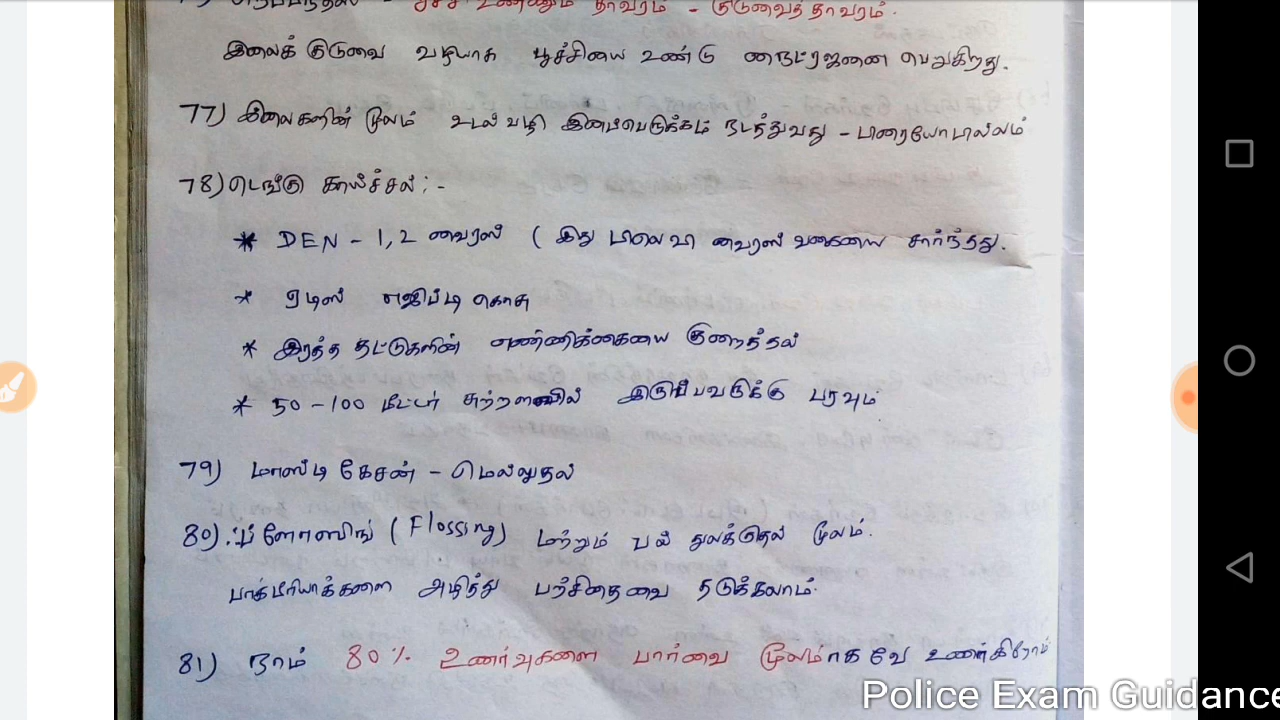 பூச்சி உண்ணும் தாவரம் - குடுவைத் தாவரம்.
இலைக் குடுவை வழியாக பூச்சியை உண்டு நைட்ரஜனை பெறுகிறது.
77) இலைகளின் மூலம் உடல் வழி இனப்பெருக்கம் நடத்துவது - பிரையோபில்லம்
78) டெங்கு காய்ச்சல் :-
* DEN - 1,2 வைரஸ் ( இது பிலெவி வைரஸ் வகையை சார்ந்தது.
* ஏடிஸ் எஜிப்டி கொசு
* இரத்த தட்டுகளின் எண்ணிக்கையை குறைத்தல்
* 50 - 100 மீட்டர் சுற்றளவில் இருப்பவருக்கு பரவும்
79) மாஸ்டிகேசன் - மெல்லுதல்
80). ஃப்ளோஸிங் ( Flossing) மற்றும் பல் துலக்குதல் மூலம்.
பாக்டீரியாக்களை அழித்து பற்சிதைவை தடுக்கலாம்.
81) நாம் 80% உணர்வுகளை பார்வை மூலமாகவே உணர்கிறோம்
Police Exam Guidance